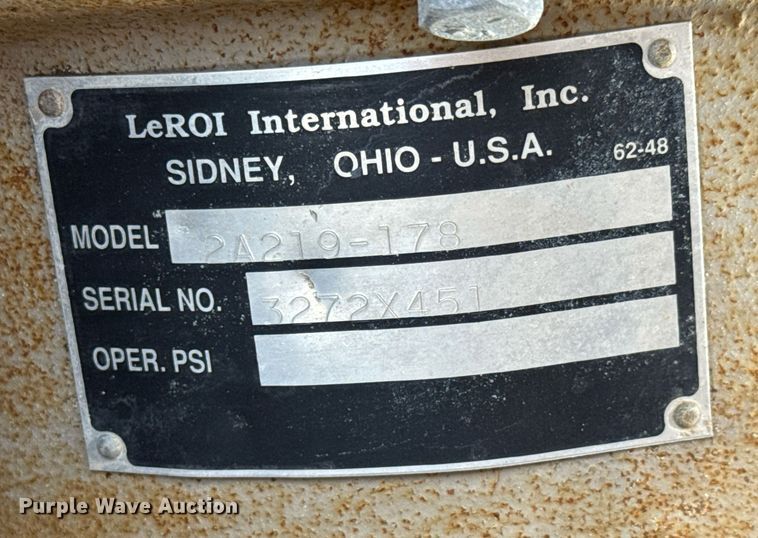 LeROI International, Inc.
SIDNEY, OHIO - U.S.A. 62-48
MODEL 2A219-178
SERIAL NO. 3272X451
OPER. PSI
Purple Wave Auction